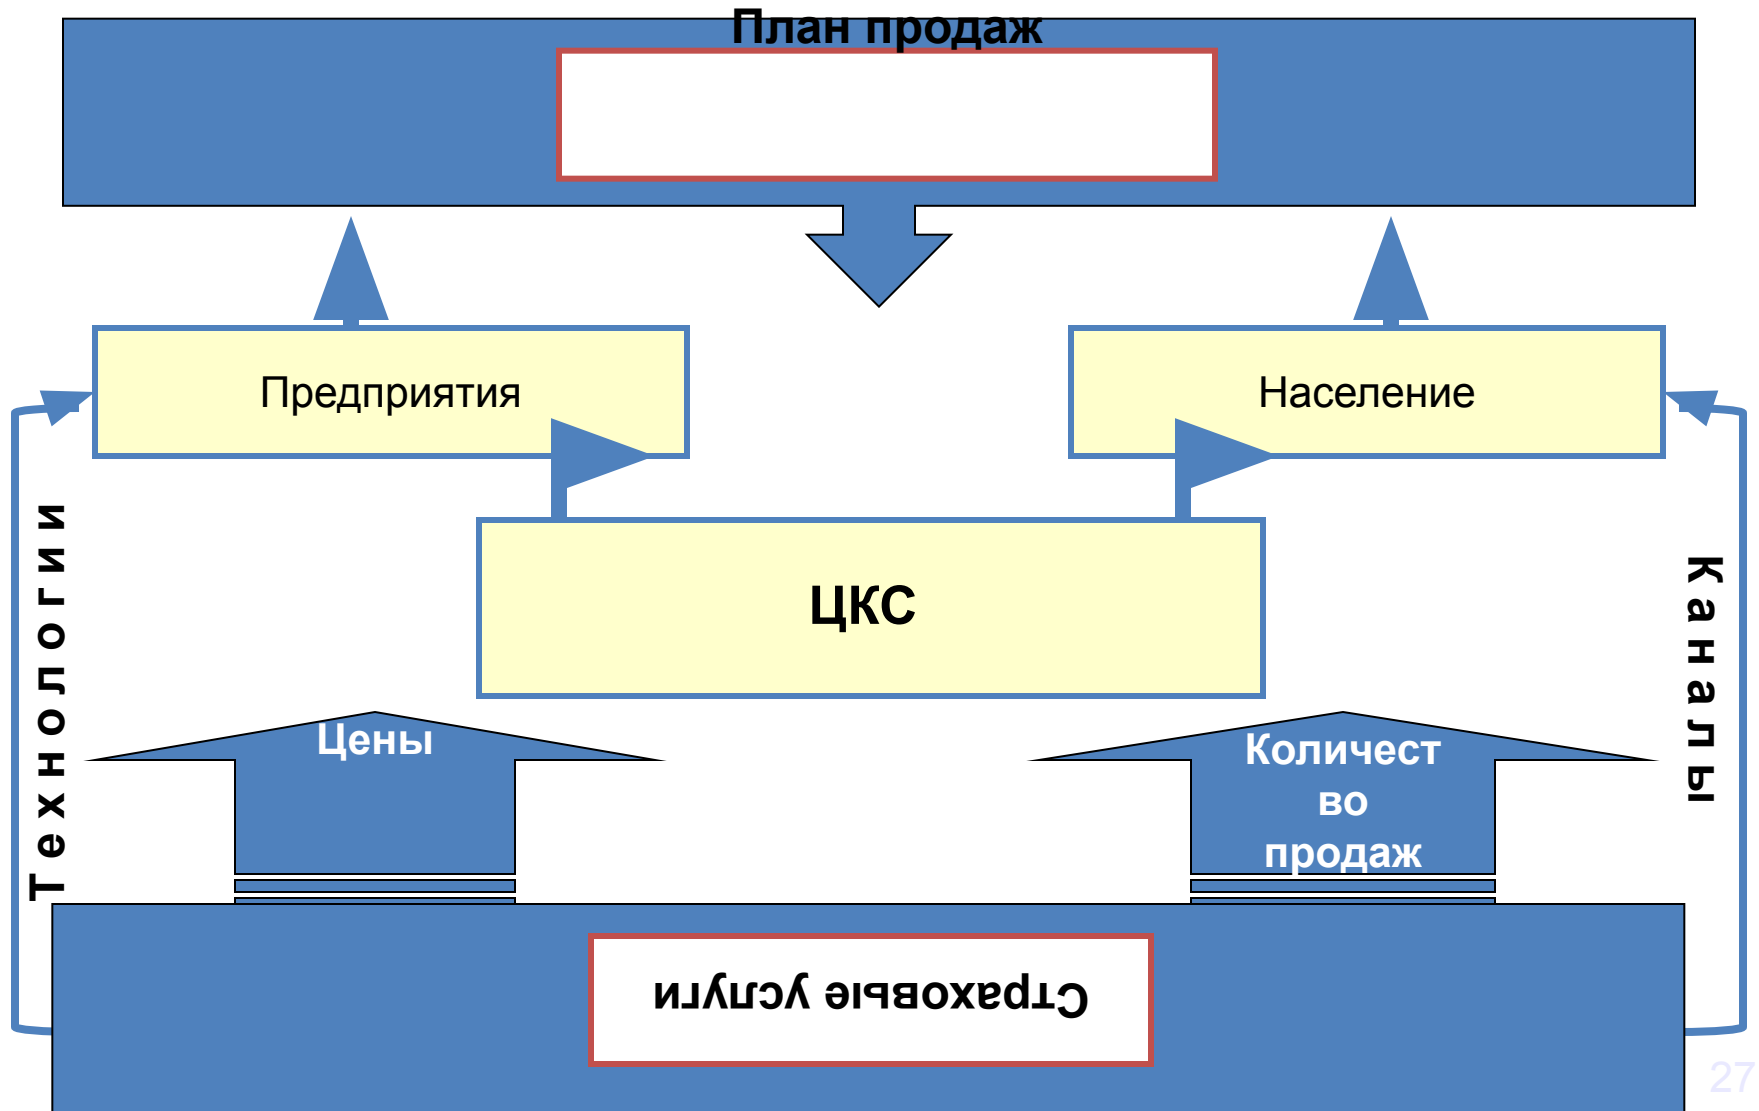 План продаж
Предприятия
Население
Технологии
ЦКС
Каналы
Цены
Количест
во
продаж
Страховые услуги
27